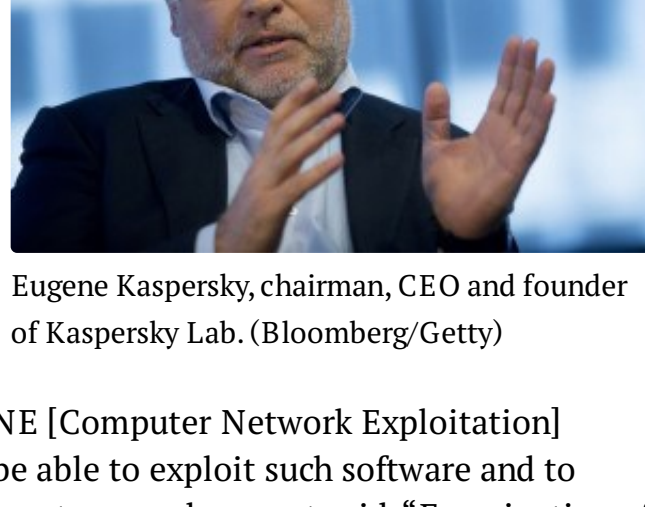 Eugene Kaspersky, chairman, CEO and founder
of Kaspersky Lab. (Bloomberg/Getty)
NE [Computer Network Exploitation]
be able to exploit such software and to